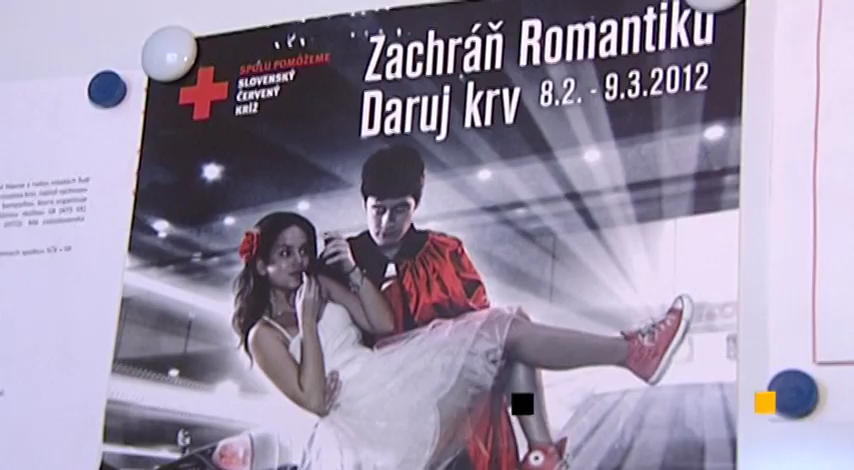 SPOLU POMÔŽEME
SLOVENSKÝ
ČERVENÝ
KRÍŽ
Zachráň Romantiku
Daruj krv 8.2. - 9.3.2012